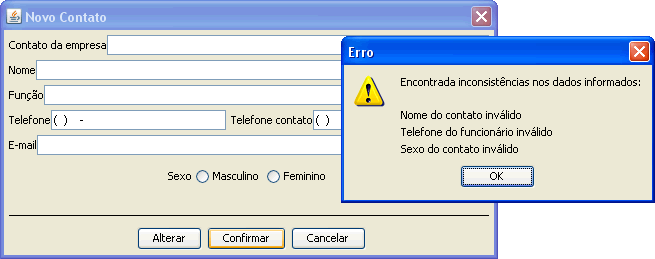 Novo Contato
Contato da empresa
Nome
Função
Telefone ( ) - Telefone contato ( )
E-mail
Sexo Masculino Feminino
Alterar Confirmar Cancelar
Erro
Encontrada inconsistências nos dados informados:
Nome do contato inválido
Telefone do funcionário inválido
Sexo do contato inválido
OK